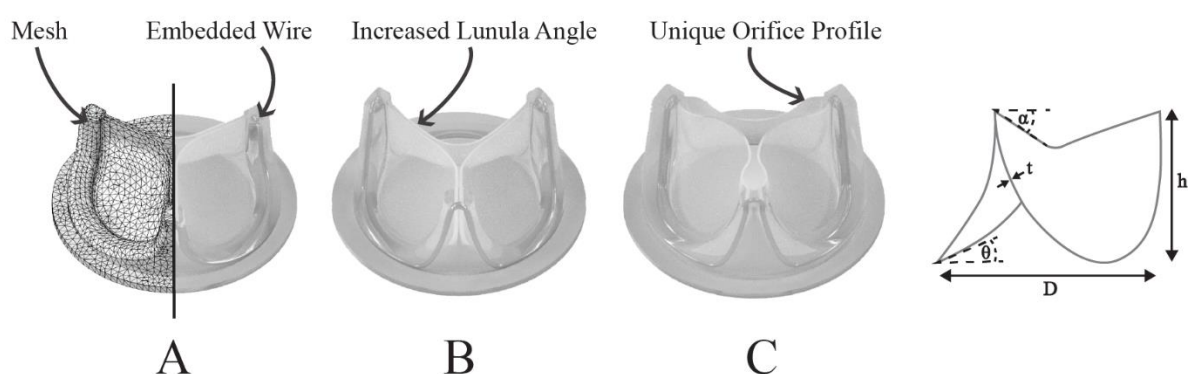 Mesh
Embedded Wire
Increased Lunula Angle
Unique Orifice Profile
α
t
h
θ
D
A
B
C